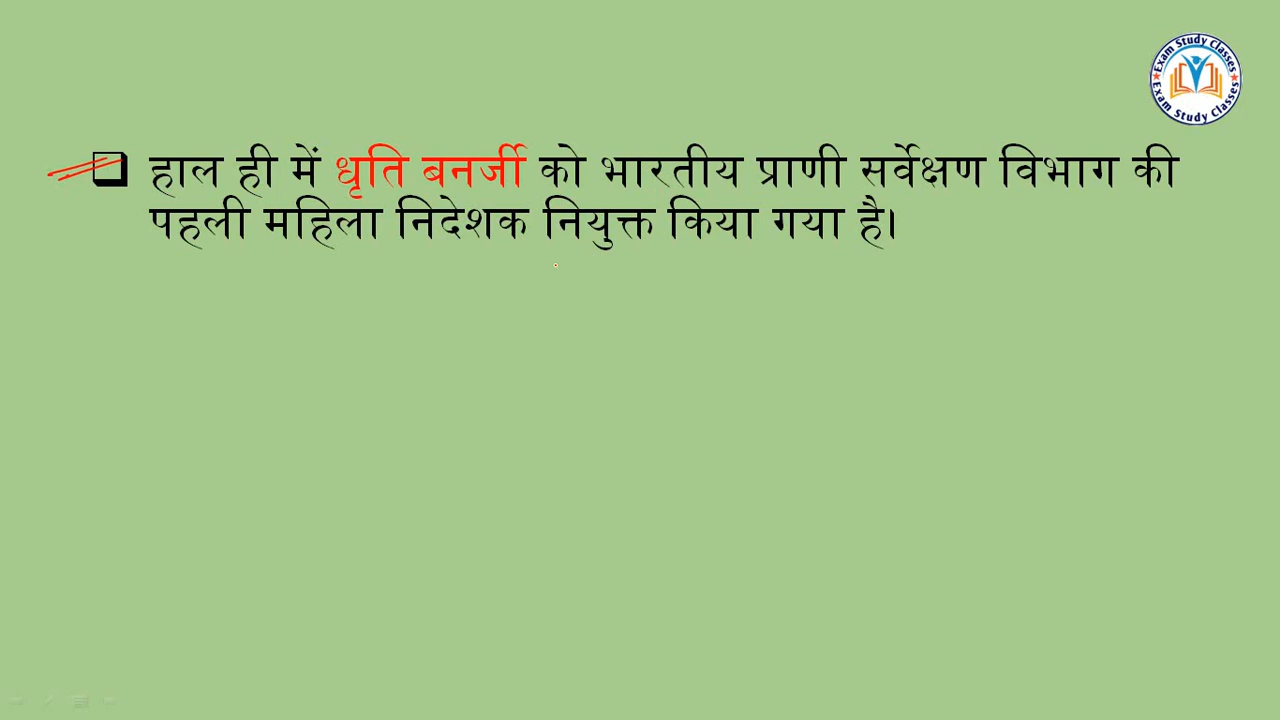 Exam Study Classes
Exam Study Classes
हाल ही में धृति बनर्जी को भारतीय प्राणी सर्वेक्षण विभाग की
पहली महिला निदेशक नियुक्त किया गया है।